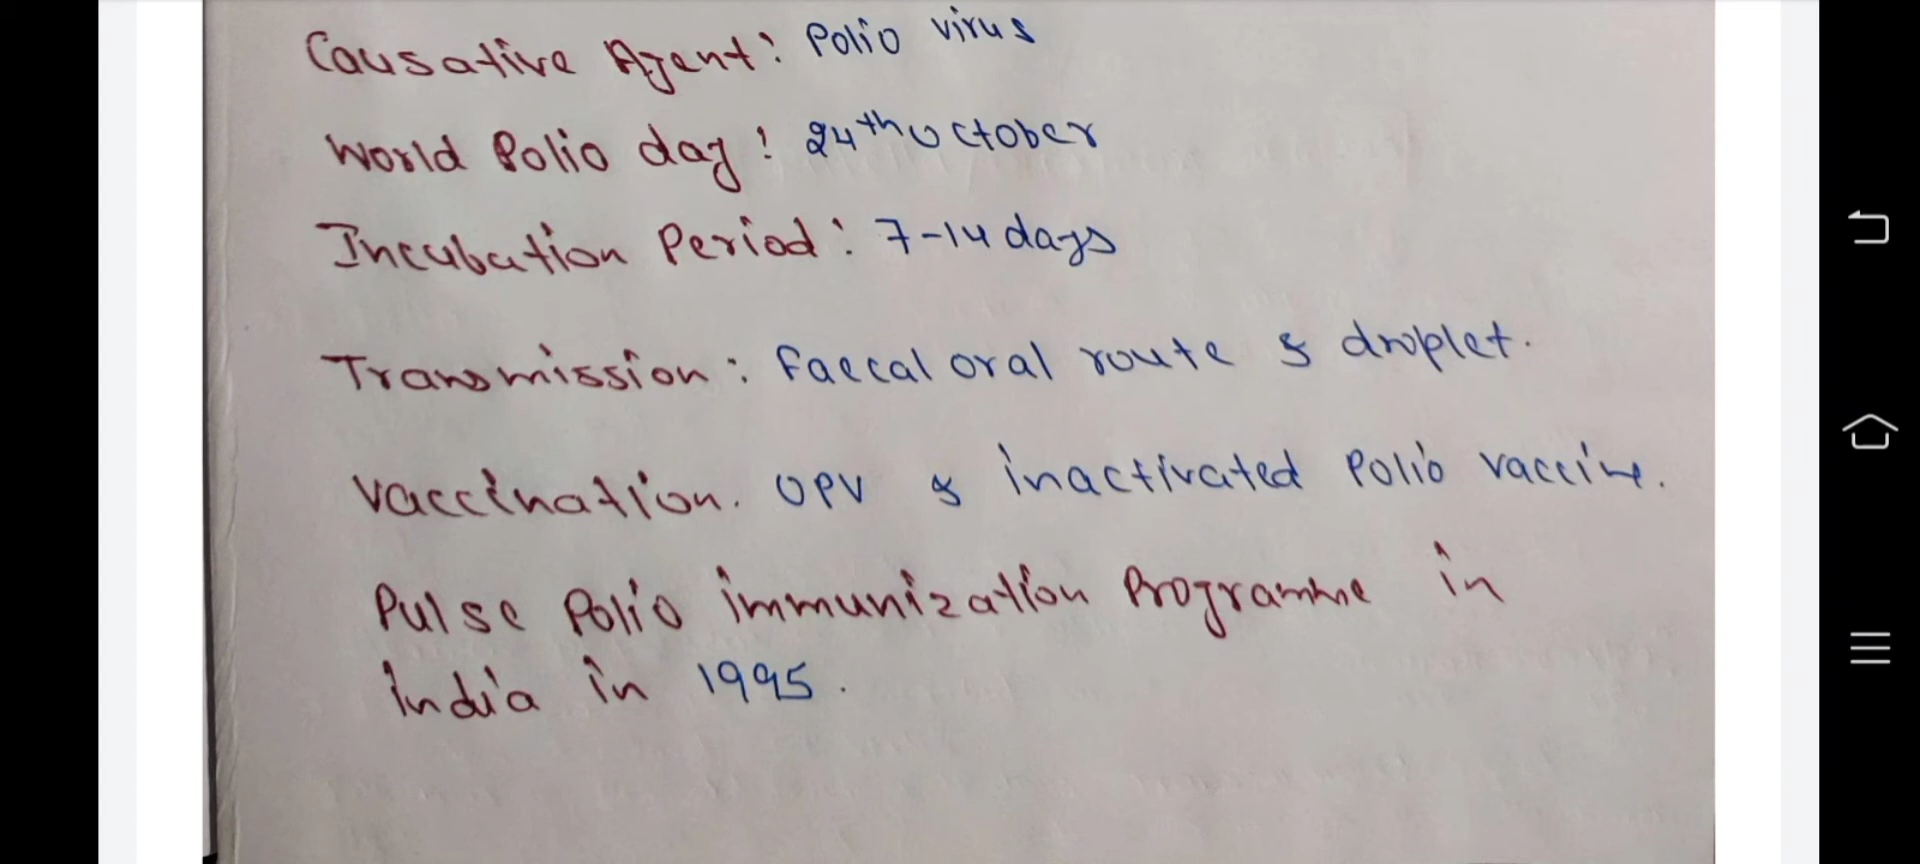 Causative Agent: Polio virus
World Polio day: 24th October
Incubation Period: 7-14 days
Transmission: Faecal oral route & droplet.
Vaccination. OPV & inactivated Polio vaccine.
Pulse Polio immunization Programme in
india in 1995.